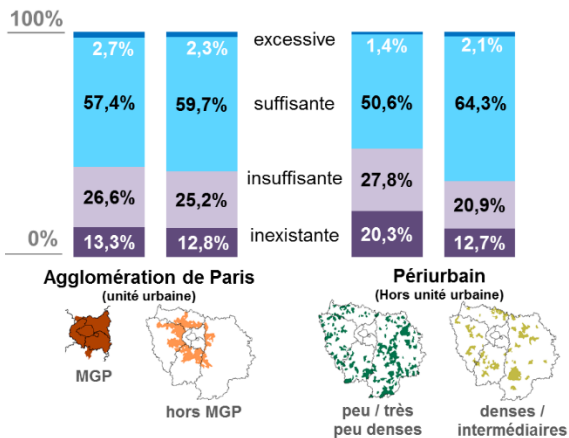 100%
excessive
2,7% 2,3% 1,4% 2,1%
57,4% 59,7% suffisante 50,6% 64,3%
26,6% 25,2% insuffisante 27,8% 20,9%
0% 13,3% 12,8% inexistante 20,3% 12,7%
Agglomération de Paris
(unité urbaine)
Périurbain
(Hors unité urbaine)
MGP
hors MGP
peu / très
peu denses
denses /
intermédiaires